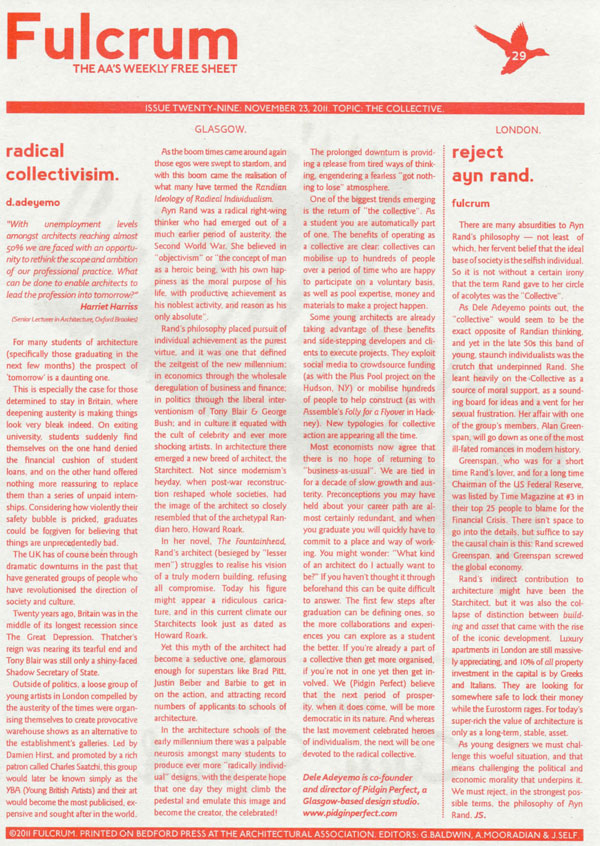 Fulcrum
THE AA'S WEEKLY FREE SHEET
29
ISSUE TWENTY-NINE: NOVEMBER 23, 2011. TOPIC: THE COLLECTIVE.
GLASGOW.
radical
collectivisim.
d.adeyemo
"With unemployment levels
amongst architects reaching almost
50% we are faced with an opportu-
nity to rethink the scope and ambition
of our professional practice. What
can be done to enable architects to
lead the profession into tomorrow?"
Harriet Harriss
(Senior Lecturer in Architecture, Oxford Brookes)
For many students of architecture
(specifically those graduating in the
next few months) the prospect of
'tomorrow' is a daunting one.
This is especially the case for those
determined to stay in Britain, where
deepening austerity is making things
look very bleak indeed. On exiting
university, students suddenly find
themselves on the one hand denied
the financial cushion of student
loans, and on the other hand offered
nothing more reassuring to replace
them than a series of unpaid intern-
ships. Considering how violently their
safety bubble is pricked, graduates
could be forgiven for believing that
things are unprecedentedly bad.
The UK has of course been through
dramatic downturns in the past that
have generated groups of people who
have revolutionised the direction of
society and culture.
Twenty years ago, Britain was in the
middle of its longest recession since
The Great Depression. Thatcher's
reign was nearing its tearful end and
Tony Blair was still only a shiny-faced
Shadow Secretary of State.
Outside of politics, a loose group of
young artists in London compelled by
the austerity of the times were organ-
ising themselves to create provocative
warehouse shows as an alternative to
the establishment's galleries. Led by
Damien Hirst, and promoted by a rich
patron called Charles Saatchi, this group
would later be known simply as the
YBA (Young British Artists) and their art
would become the most publicised, ex-
pensive and sought after in the world.
As the boom times came around again
those egos were swept to stardom, and
with this boom came the realisation of
what many have termed the Randian
Ideology of Radical Individualism.
Ayn Rand was a radical right-wing
thinker who had emerged out of a
much earlier period of austerity, the
Second World War. She believed in
"objectivism" or "the concept of man
as a heroic being, with his own hap-
piness as the moral purpose of his
life, with productive achievement as
his noblest activity, and reason as his
only absolute".
Rand's philosophy placed pursuit of
individual achievement as the purest
virtue, and it was one that defined
the zeitgeist of the new millennium:
in economics through the wholesale
deregulation of business and finance;
in politics through the liberal inter-
ventionism of Tony Blair & George
Bush; and in culture it equated with
the cult of celebrity and ever more
shocking artists. In architecture there
emerged a new breed of architect, the
Starchitect. Not since modernism's
heyday, when post-war reconstruc-
tion reshaped whole societies, had
the image of the architect so closely
resembled that of the archetypal Ran-
dian hero, Howard Roark.
In her novel, The Fountainhead,
Rand's architect (besieged by "lesser
men") struggles to realise his vision
of a truly modern building, refusing
all compromise. Today his figure
might appear a ridiculous carica-
ture, and in this current climate our
Starchitects look just as dated as
Howard Roark.
Yet this myth of the architect had
become a seductive one, glamorous
enough for superstars like Brad Pitt,
Justin Beiber and Barbie to get in
on the action, and attracting record
numbers of applicants to schools of
architecture.
In the architecture schools of the
early millennium there was a palpable
neurosis amongst many students to
produce ever more "radically individ-
ual" designs, with the desperate hope
that one day they might climb the
pedestal and emulate this image and
become the creator, the celebrated!
The prolonged downturn is provid-
ing a release from tired ways of think-
ing, engendering a fearless "got noth-
ing to lose" atmosphere.
One of the biggest trends emerging
is the return of "the collective". As
a student you are automatically part
of one. The benefits of operating as
a collective are clear: collectives can
mobilise up to hundreds of people
over a period of time who are happy
to participate on a voluntary basis,
as well as pool expertise, money and
materials to make a project happen.
Some young architects are already
taking advantage of these benefits
and side-stepping developers and cli-
ents to execute projects. They exploit
social media to crowdsource funding
(as with the Plus Pool project on the
Hudson, NY) or mobilise hundreds
of people to help construct (as with
Assemble's Folly for a Flyover in Hack-
ney). New typologies for collective
action are appearing all the time.
Most economists now agree that
there is no hope of returning to
"business-as-usual". We are tied in
for a decade of slow growth and aus-
terity. Preconceptions you may have
held about your career path are al-
most certainly redundant, and when
you graduate you will quickly have to
commit to a place and way of work-
ing. You might wonder: "What kind
of an architect do I actually want to
be?" If you haven't thought it through
beforehand this can be quite difficult
to answer. The first few steps after
graduation can be defining ones, so
the more collaborations and experi-
ences you can explore as a student
the better. If you're already a part of
a collective then get more organised,
if you're not in one yet then get in-
volved. We (Pidgin Perfect) believe
that the next period of prosper-
ity, when it does come, will be more
democratic in its nature. And whereas
the last movement celebrated heroes
of individualism, the next will be one
devoted to the radical collective.
Dele Adeyemo is co-founder
and director of Pidgin Perfect, a
Glasgow-based design studio.
www.pidginperfect.com
LONDON.
reject
ayn rand.
fulcrum
There are many absurdities to Ayn
Rand's philosophy — not least of
which, her fervent belief that the ideal
base of society is the selfish individual.
So it is not without a certain irony
that the term Rand gave to her circle
of acolytes was the "Collective".
As Dele Adeyemo points out, the
"collective" would seem to be the
exact opposite of Randian thinking,
and yet in the late 50s this band of
young, staunch individualists was the
crutch that underpinned Rand. She
leant heavily on the Collective as a
source of moral support, as a sound-
ing board for ideas and a vent for her
sexual frustration. Her affair with one
of the group's members, Alan Green-
span, will go down as one of the most
ill-fated romances in modern history.
Greenspan, who was for a short
time Rand's lover, and for a long time
Chairman of the US Federal Reserve,
was listed by Time Magazine at #3 in
their top 25 people to blame for the
Financial Crisis. There isn't space to
go into the details, but suffice to say
the causal chain is this: Rand screwed
Greenspan, and Greenspan screwed
the global economy.
Rand's indirect contribution to
architecture might have been the
Starchitect, but it was also the col-
lapse of distinction between build-
ing and asset that came with the rise
of the iconic development. Luxury
apartments in London are still massive-
ly appreciating, and 10% of all property
investment in the capital is by Greeks
and Italians. They are looking for
somewhere safe to lock their money
while the Eurostorm rages. For today's
super-rich the value of architecture is
only as a long-term, stable, asset.
As young designers we must chal-
lenge this woeful situation, and that
means challenging the political and
economic morality that underpins it.
We must reject, in the strongest pos-
sible terms, the philosophy of Ayn
Rand. JS.
©2011 FULCRUM. PRINTED ON BEDFORD PRESS AT THE ARCHITECTURAL ASSOCIATION. EDITORS: G.BALDWIN, A.MOORADIAN & J.SELF.